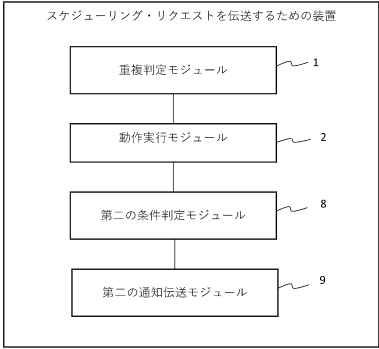 スケジューリング・リクエストを伝送するための装置
重複判定モジュール
1
動作実行モジュール
2
第二の条件判定モジュール
8
第二の通知伝送モジュール
9